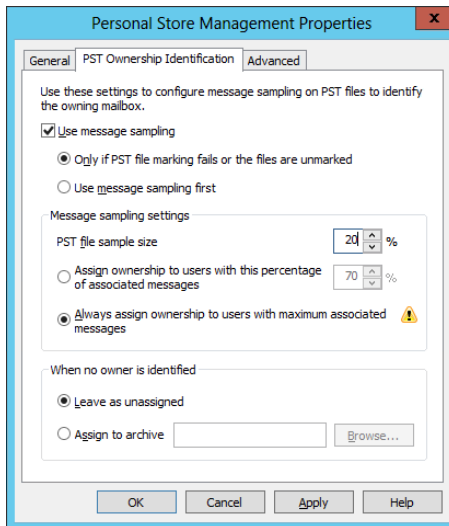 Personal Store Management Properties
x
General PST Ownership Identification Advanced
Use these settings to configure message sampling on PST files to identify
the owning mailbox.
Use message sampling
Only if PST file marking fails or the files are unmarked
Use message sampling first
Message sampling settings
PST file sample size 20 %
Assign ownership to users with this percentage 70 %
of associated messages
Always assign ownership to users with maximum associated
messages
When no owner is identified
Leave as unassigned
Assign to archive Browse...
OK Cancel Apply Help